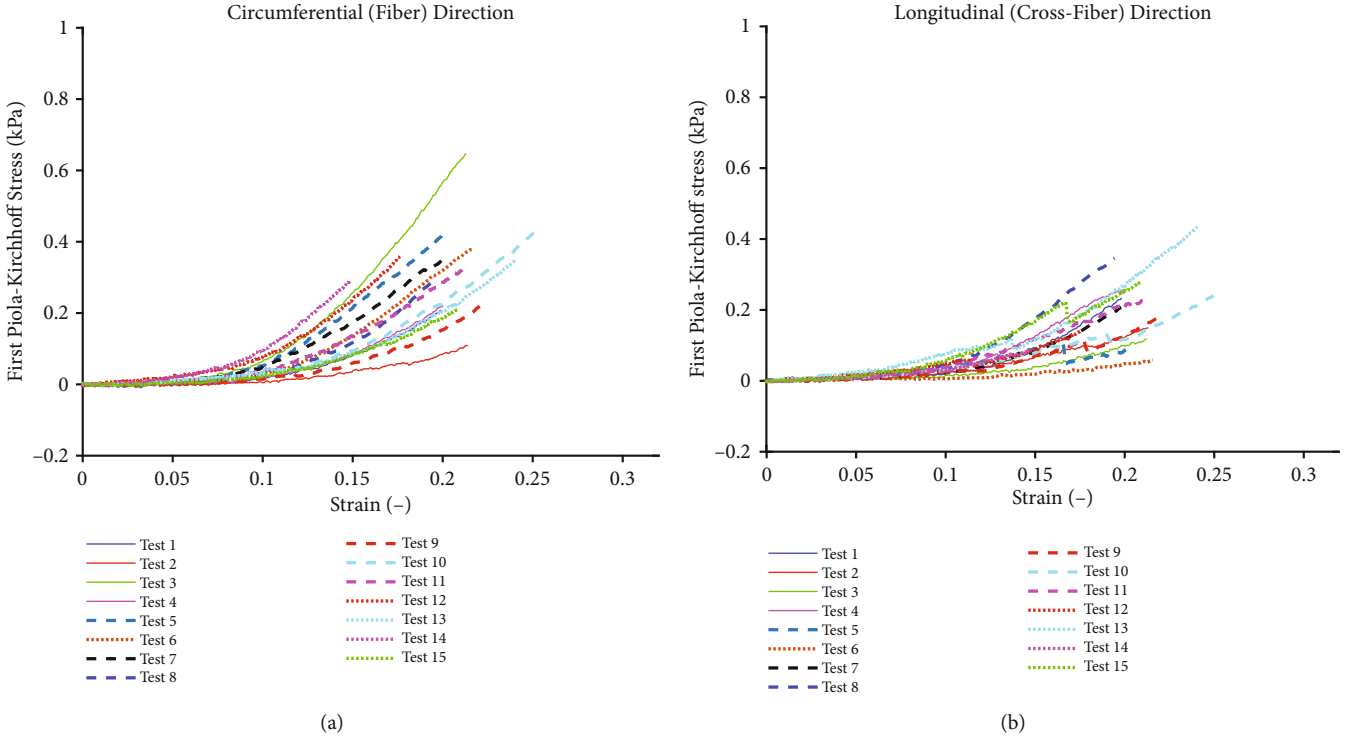 Circumferential (Fiber) Direction
First Piola-Kirchhoff Stress (kPa)
1
0.8
0.6
0.4
0.2
0
–0.2
0
0.05
0.1
0.15
0.2
0.25
0.3
Strain (–)
Test 1
Test 2
Test 3
Test 4
Test 5
Test 6
Test 7
Test 8
Test 9
Test 10
Test 11
Test 12
Test 13
Test 14
Test 15
(a)
Longitudinal (Cross-Fiber) Direction
First Piola-Kirchhoff stress (kPa)
1
0.8
0.6
0.4
0.2
0
–0.2
0
0.05
0.1
0.15
0.2
0.25
0.3
Strain (–)
Test 1
Test 2
Test 3
Test 4
Test 5
Test 6
Test 7
Test 8
Test 9
Test 10
Test 11
Test 12
Test 13
Test 14
Test 15
(b)